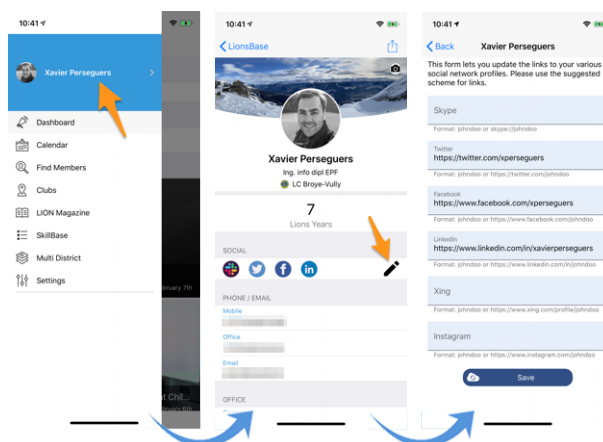 10:41
Xavier Perseguers
Dashboard
Calendar
Find Members
Clubs
LION Magazine
SkillBase
Multi District
Settings
bruary 7th
t Chil...
bruary 6th
10:41
LionsBase
Xavier Perseguers
Ing. info dipl EPF
LC Broye-Vully
7
Lions Years
SOCIAL
PHONE / EMAIL
Mobile
Office
Email
OFFICE
10:41
Back
Xavier Perseguers
This form lets you update the links to your various
social network profiles. Please use the suggested
scheme for links.
Skype
Format: johndoo or skype://johndoo
Twitter
https://twitter.com/xperseguers
Format: johndoo or https://twitter.com/johndoo
Facebook
https://www.facebook.com/xperseguers
Format: johndoo or https://www.facebook.com/johndoo
LinkedIn
https://www.linkedin.com/in/xavierperseguers
Format: johndoo or https://www.linkedin.com/in/johndoo
Xing
Format: johndoo or https://www.xing.com/profile/johndoo
Instagram
Format: johndoo or https://www.instagram.com/johndoo
Save